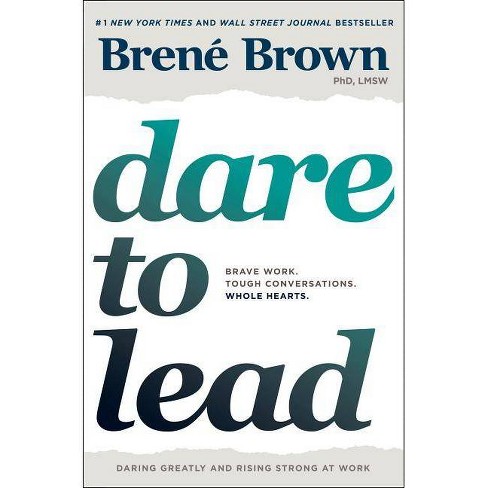 #1 NEW YORK TIMES AND WALL STREET JOURNAL BESTSELLER
Brené Brown
PhD, LMSW
dare
to
BRAVE WORK.
TOUGH CONVERSATIONS.
WHOLE HEARTS.
lead
DARING GREATLY AND RISING STRONG AT WORK